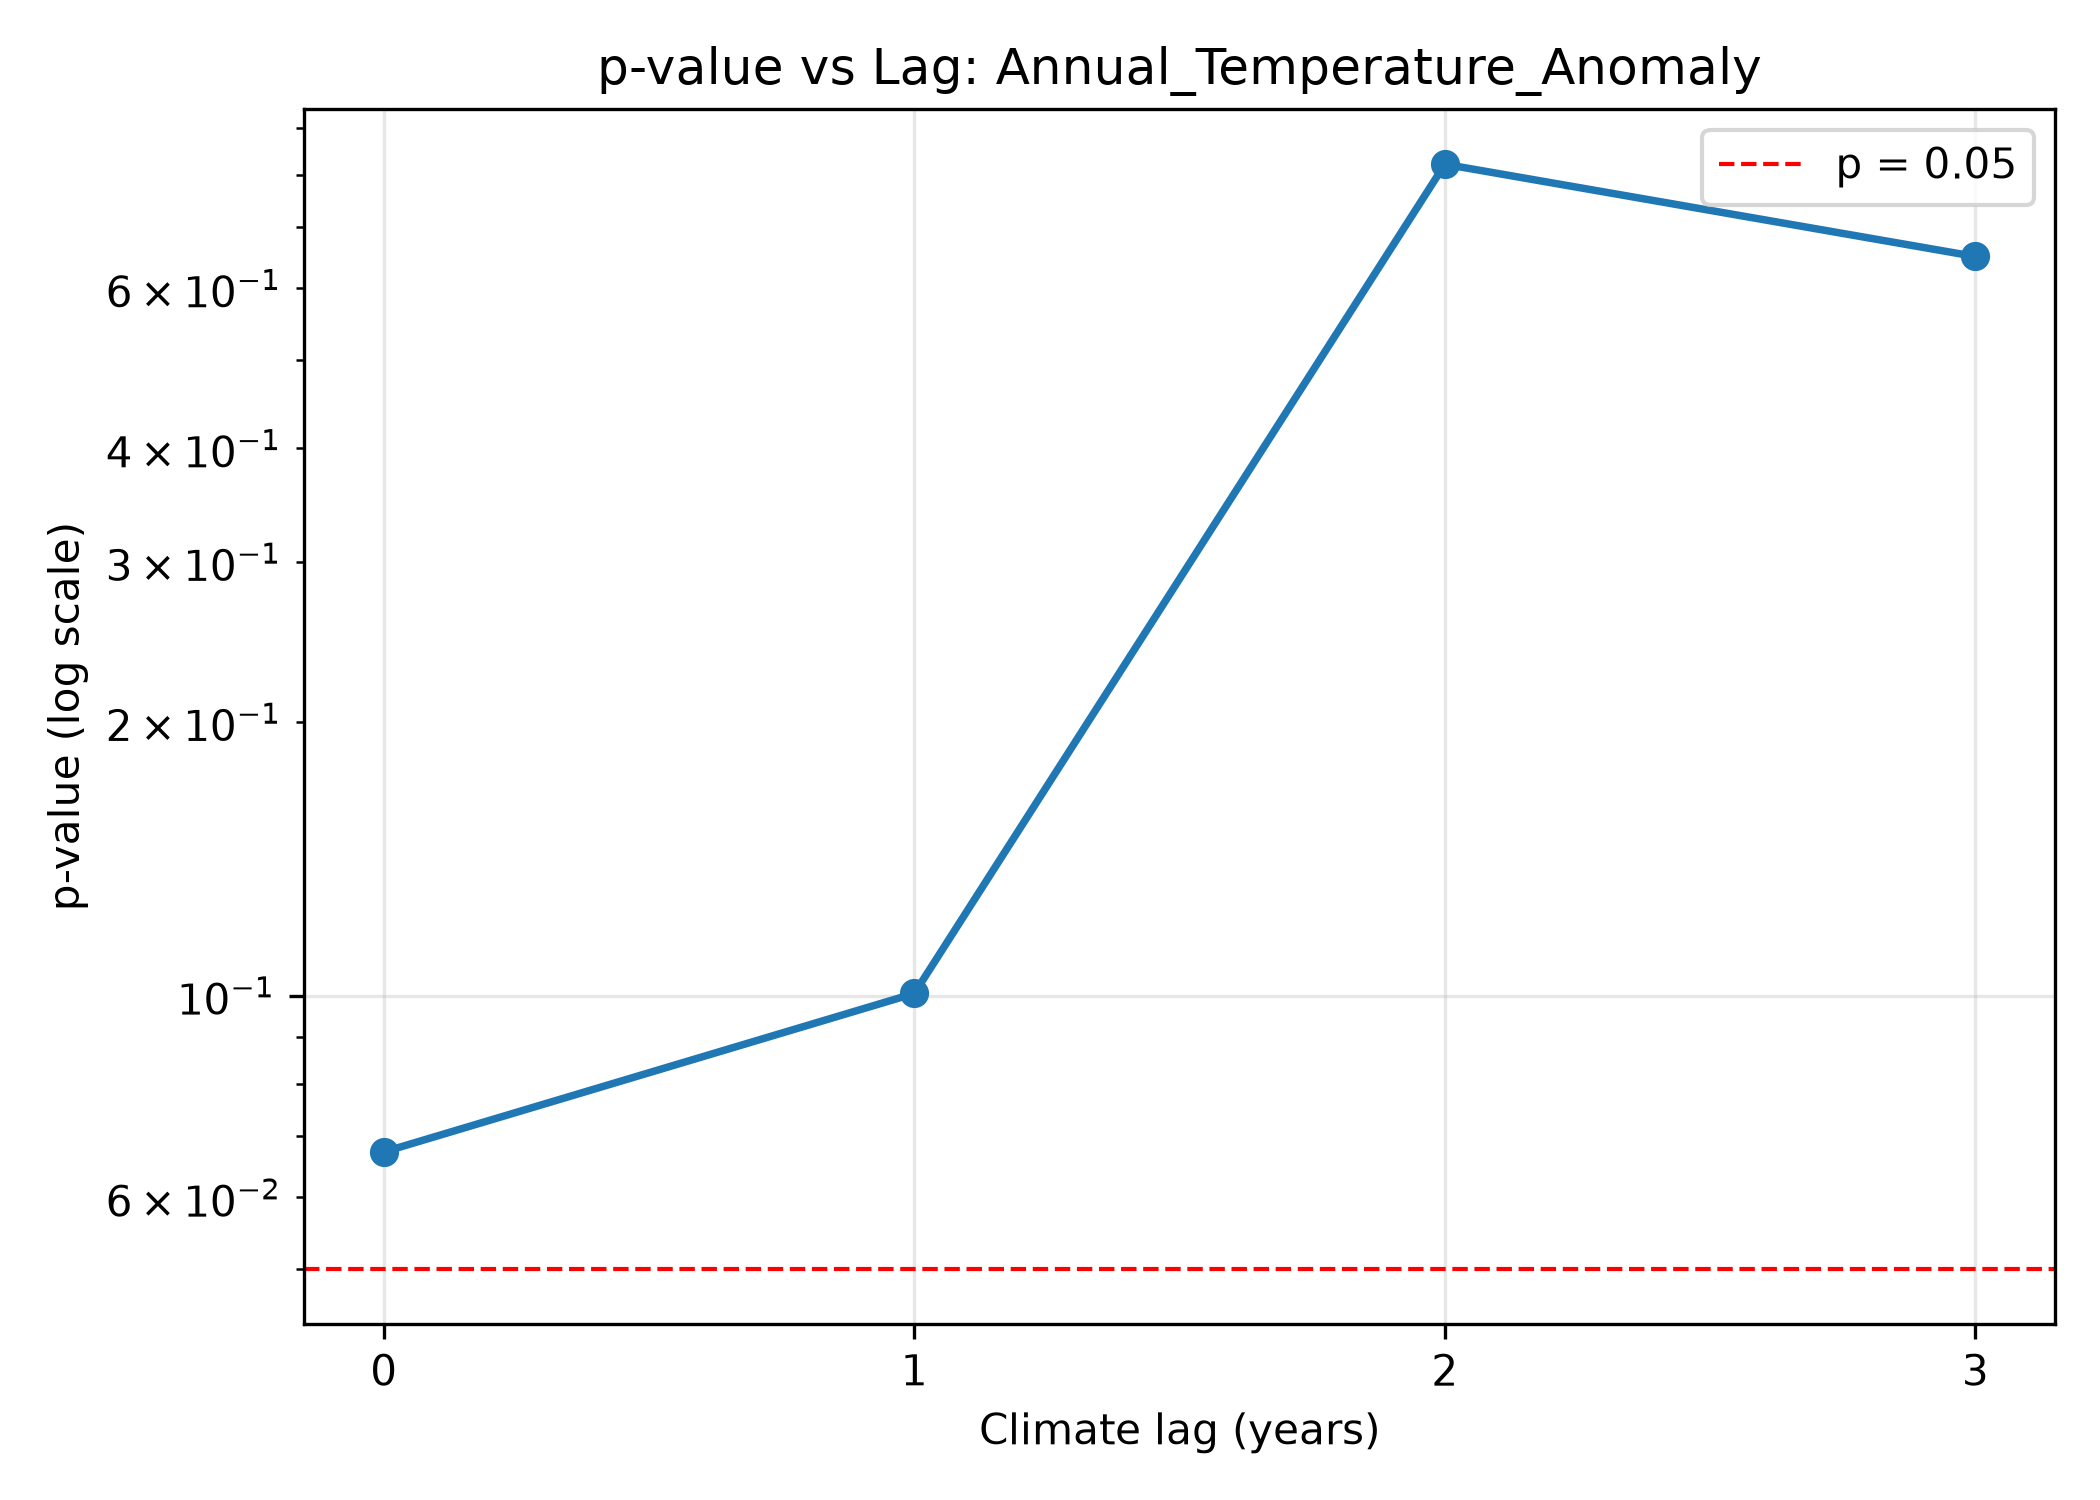 p-value vs Lag: Annual_Temperature_Anomaly
p = 0.05
p-value (log scale)
6 × 10⁻¹
4 × 10⁻¹
3 × 10⁻¹
2 × 10⁻¹
10⁻¹
6 × 10⁻²
0 1 2 3
Climate lag (years)